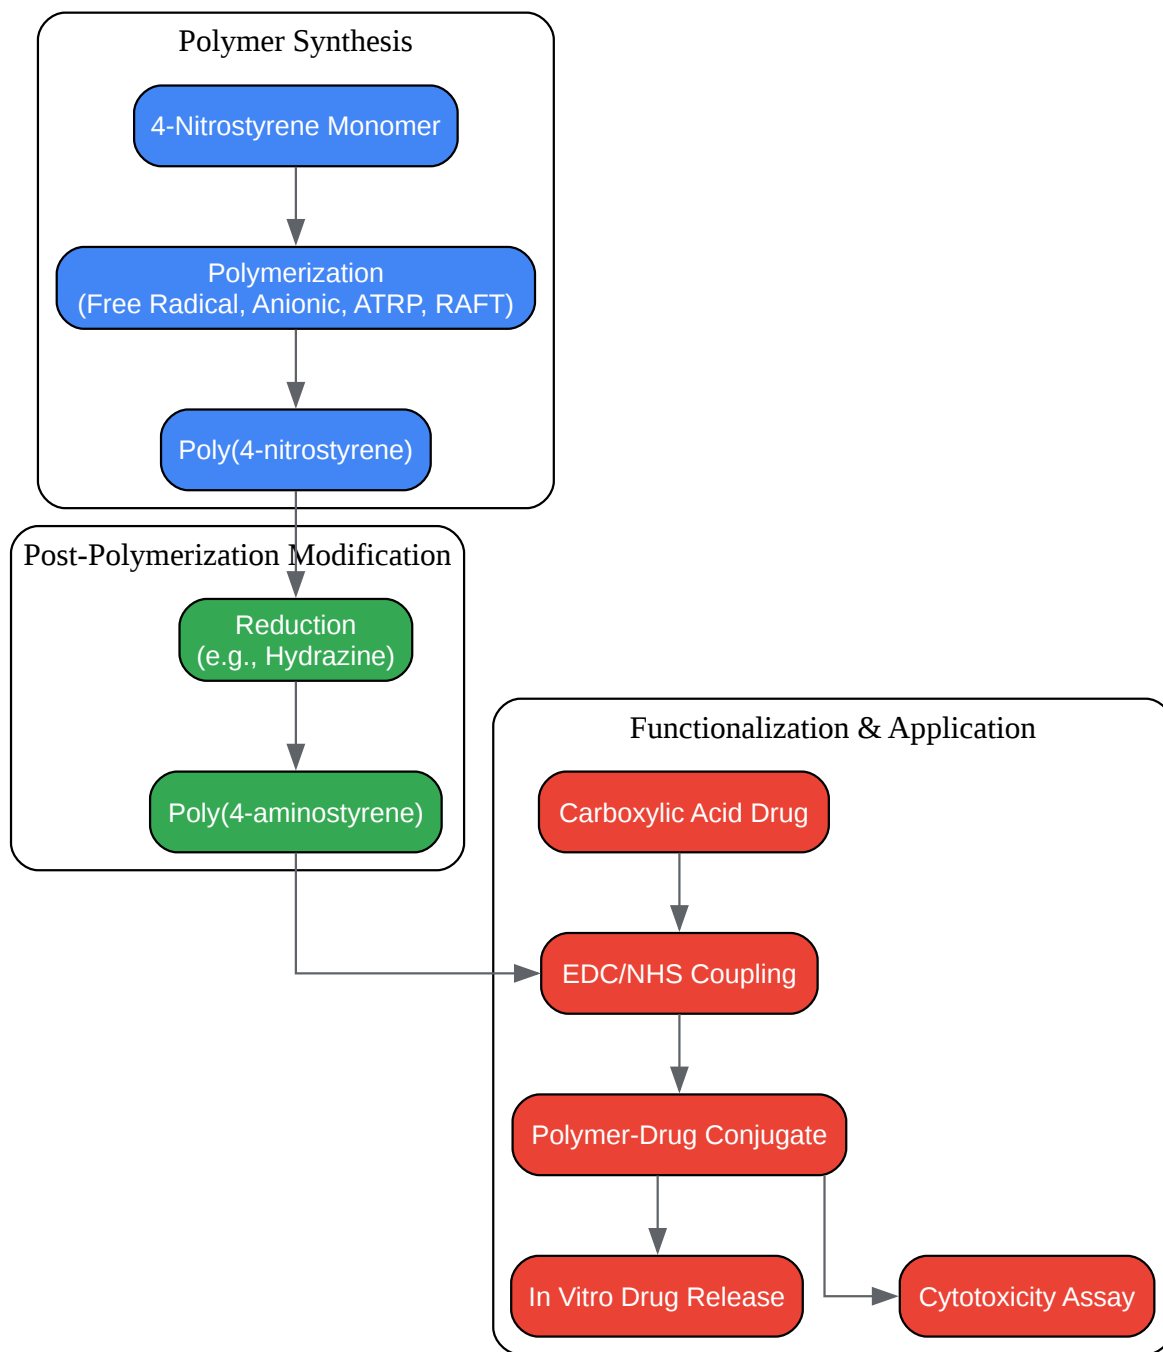 Polymer Synthesis
4-Nitrostyrene Monomer
Polymerization
(Free Radical, Anionic, ATRP, RAFT)
Poly(4-nitrostyrene)
Post-Polymerization Modification
Reduction
(e.g., Hydrazine)
Poly(4-aminostyrene)
Functionalization & Application
Carboxylic Acid Drug
EDC/NHS Coupling
Polymer-Drug Conjugate
In Vitro Drug Release
Cytotoxicity Assay